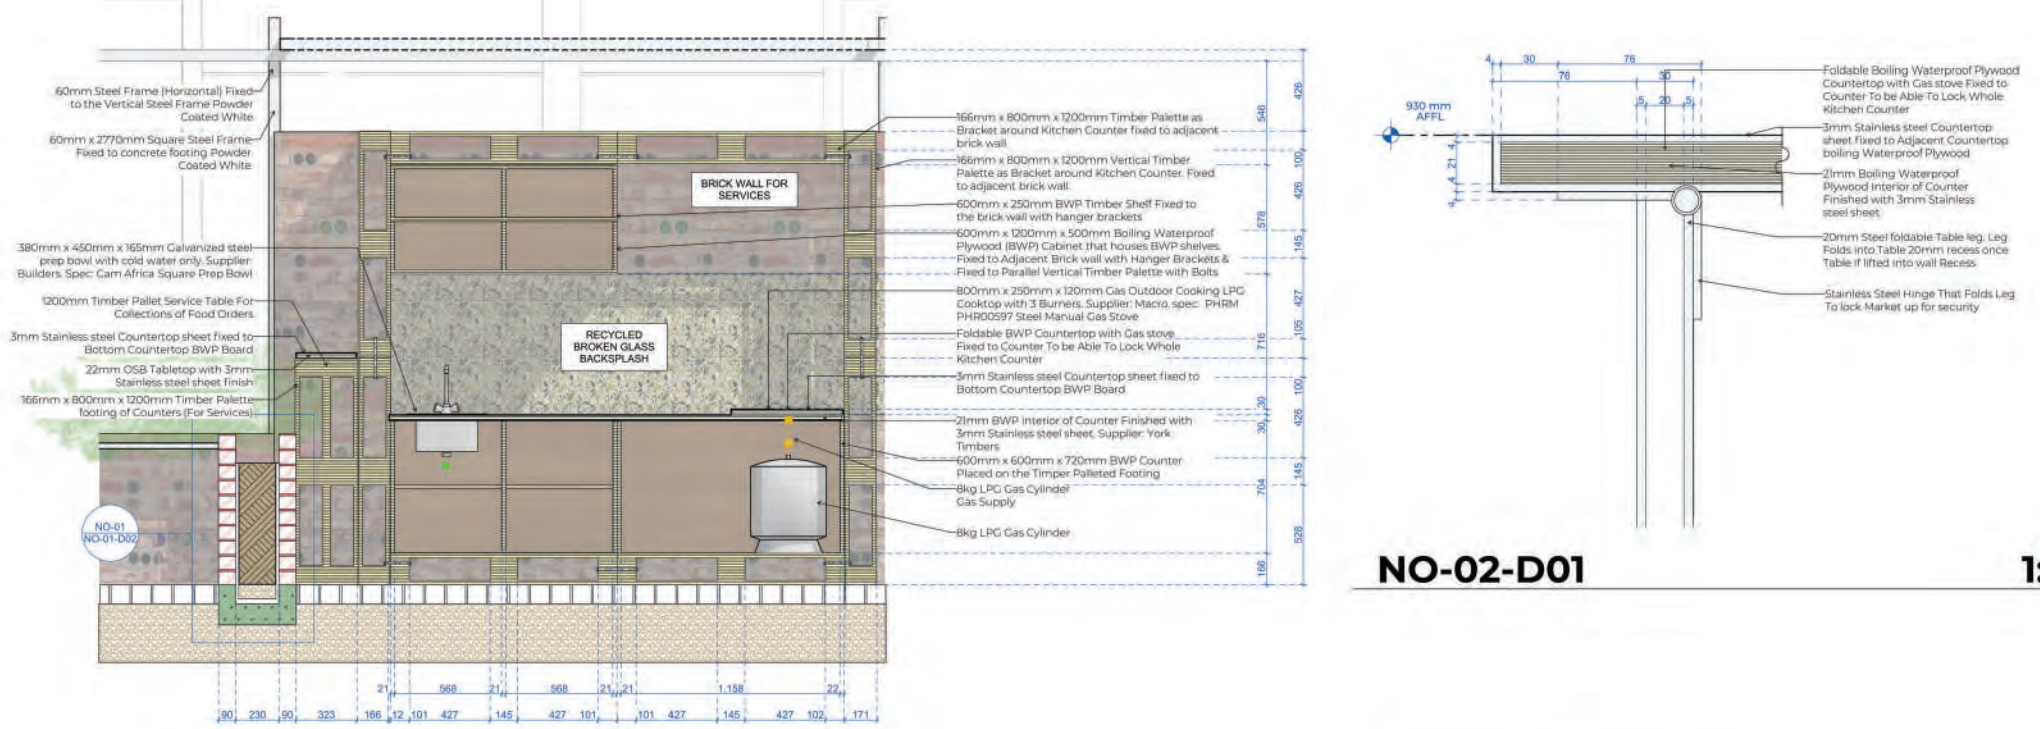 60mm Steel Frame (Horizontal) Fixed
to the Vertical Steel Frame Powder
Coated White
60mm x 2770mm Square Steel Frame
Fixed to concrete footing Powder
Coated White
380mm x 450mm x 165mm Galvanized steel
prep bowl with cold water only. Supplier:
Builders. Spec: Cam Africa Square Prep Bowl
1200mm Timber Pallet Service Table For
Collections of Food Orders
3mm Stainless steel Countertop sheet fixed to
Bottom Countertop BWP Board
22mm OSB Tabletop with 3mm
Stainless steel sheet finish
166mm x 800mm x 1200mm Timber Palette
footing of Counters (For Services)
NO-01
NO-01-D02
BRICK WALL FOR
SERVICES
RECYCLED
BROKEN GLASS
BACKSPLASH
166mm x 800mm x 1200mm Timber Palette as
Bracket around Kitchen Counter fixed to adjacent
brick wall
166mm x 800mm x 1200mm Vertical Timber
Palette as Bracket around Kitchen Counter. Fixed
to adjacent brick wall
600mm x 250mm BWP Timber Shelf Fixed to
the brick wall with hanger brackets
600mm x 1200mm x 500mm Boiling Waterproof
Plywood (BWP) Cabinet that houses BWP shelves.
Fixed to Adjacent Brick wall with Hanger Brackets &
Fixed to Parallel Vertical Timber Palette with Bolts
800mm x 250mm x 120mm Gas Outdoor Cooking LPG
Cooktop with 3 Burners. Supplier: Macro, spec: PHRM
PHR00597 Steel Manual Gas Stove
Foldable BWP Countertop with Gas stove
Fixed to Counter To be Able To Lock Whole
Kitchen Counter
3mm Stainless steel Countertop sheet fixed to
Bottom Countertop BWP Board
21mm BWP interior of Counter Finished with
3mm Stainless steel sheet, Supplier: York
Timbers
600mm x 600mm x 720mm BWP Counter
Placed on the Timper Palleted Footing
8kg LPG Gas Cylinder
Gas Supply
8kg LPG Gas Cylinder
546
578
716
30
30
704
166
426
100
426
145
427
105
100
426
145
528
21 568 21 568 21 21 1,158 22
90 230 90 323 166 12 101 427 145 427 101 101 427 145 427 102 171
4 30 76
76 30
5 20 5
930 mm
AFFL
4
21
4
4
Foldable Boiling Waterproof Plywood
Countertop with Gas stove Fixed to
Counter To be Able To Lock Whole
Kitchen Counter
3mm Stainless steel Countertop
sheet fixed to Adjacent Countertop
boiling Waterproof Plywood
21mm Boiling Waterproof
Plywood Interior of Counter
Finished with 3mm Stainless
steel sheet
20mm Steel foldable Table leg. Leg
Folds into Table 20mm recess once
Table if lifted into wall Recess
Stainless Steel Hinge That Folds Leg
To lock Market up for security
NO-02-D01
1: